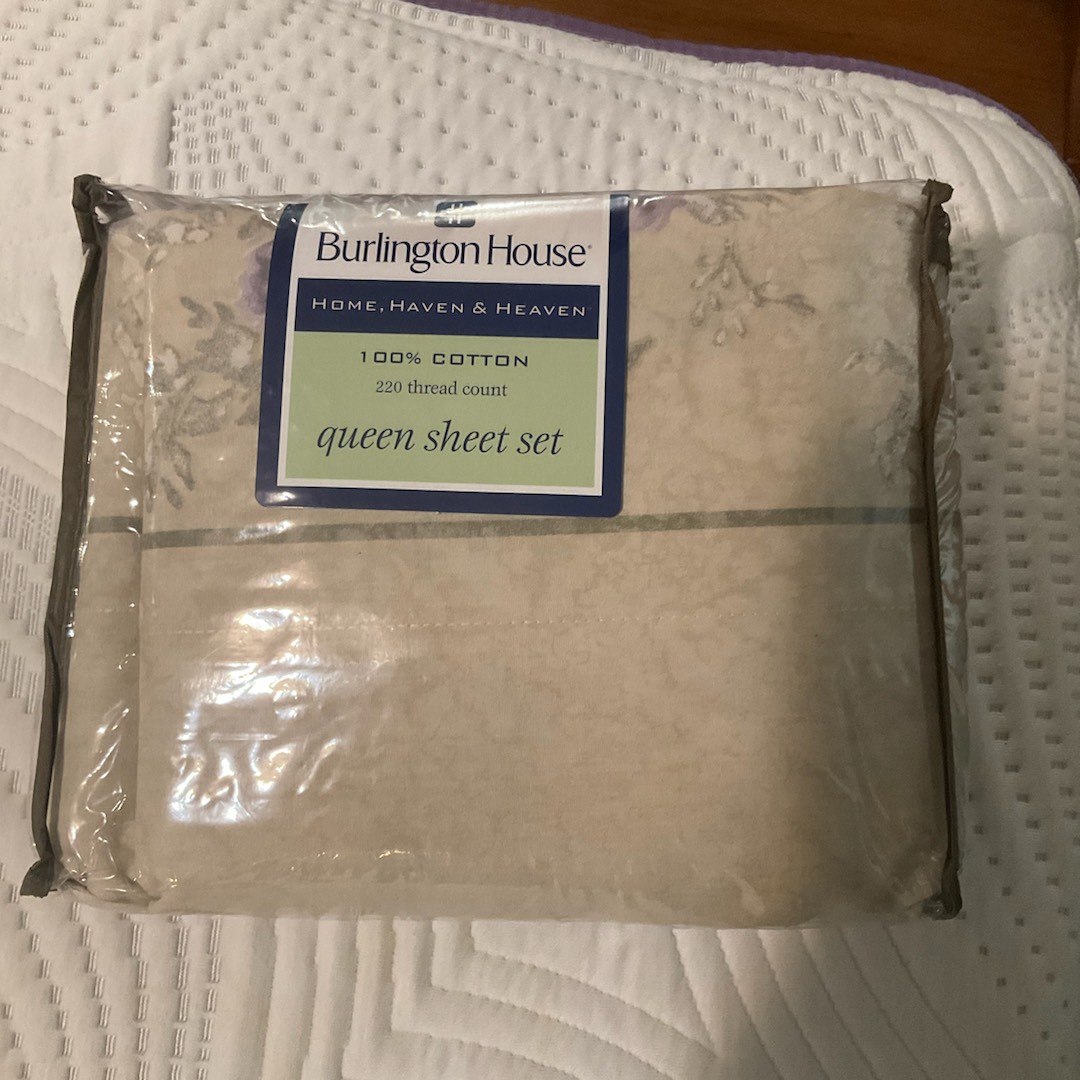 Burlington House®
HOME, HAVEN & HEAVEN
100% COTTON
220 thread count
queen sheet set